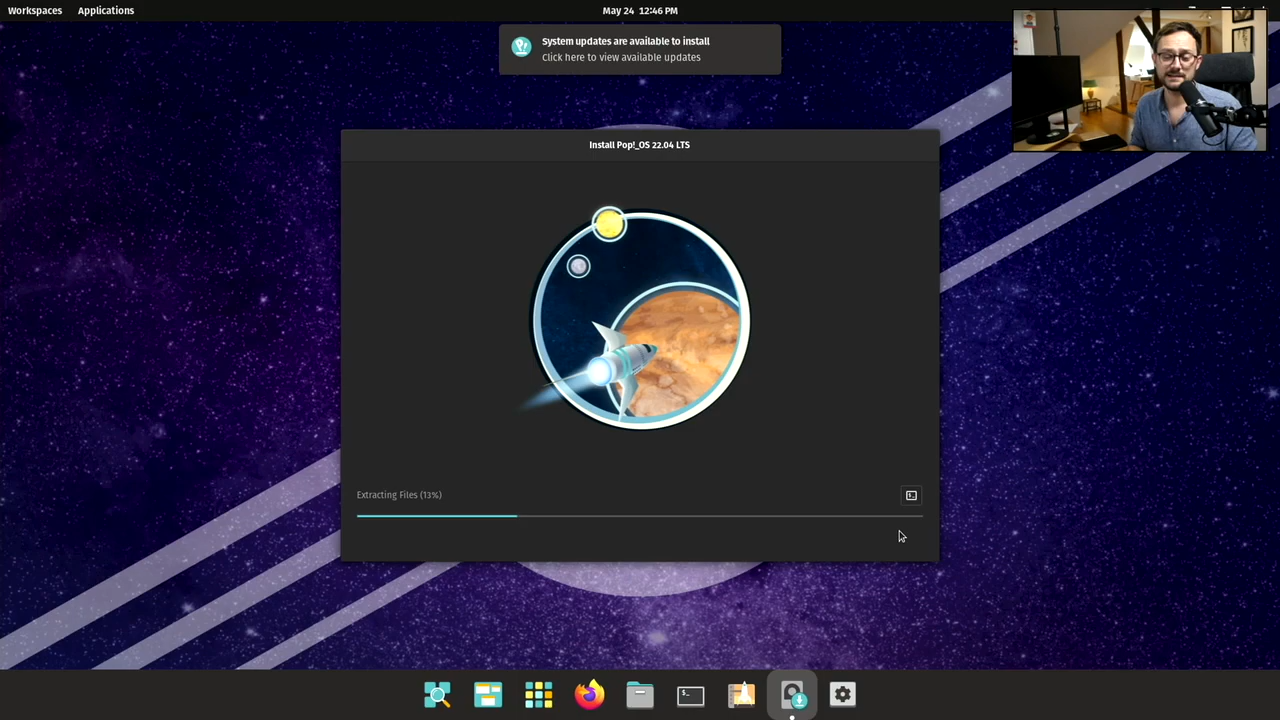 Workspaces Applications May 24 12:46 PM
System updates are available to install
Click here to view available updates
Install Pop!_OS 22.04 LTS
Extracting Files (13%)